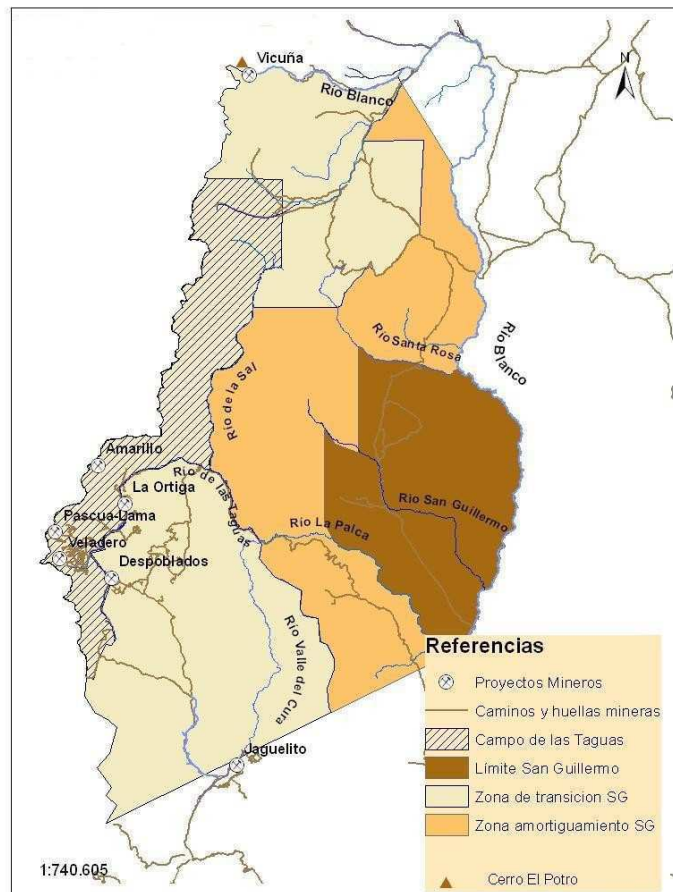 N
Vicuña
Río Blanco
Río Santa Rosa
Río Blanco
Río de la Sal
Amarillo
La Ortiga
Río de las Taguas
Río San Guillermo
Pascua-Lama
Río La Palca
Veladero
Despoblados
Río Valle del Cura
Jaguelito
Referencias
Proyectos Mineros
Caminos y huellas mineras
Campo de las Taguas
Límite San Guillermo
Zona de transicion SG
Zona amortiguamiento SG
Cerro El Potro
1:740.605